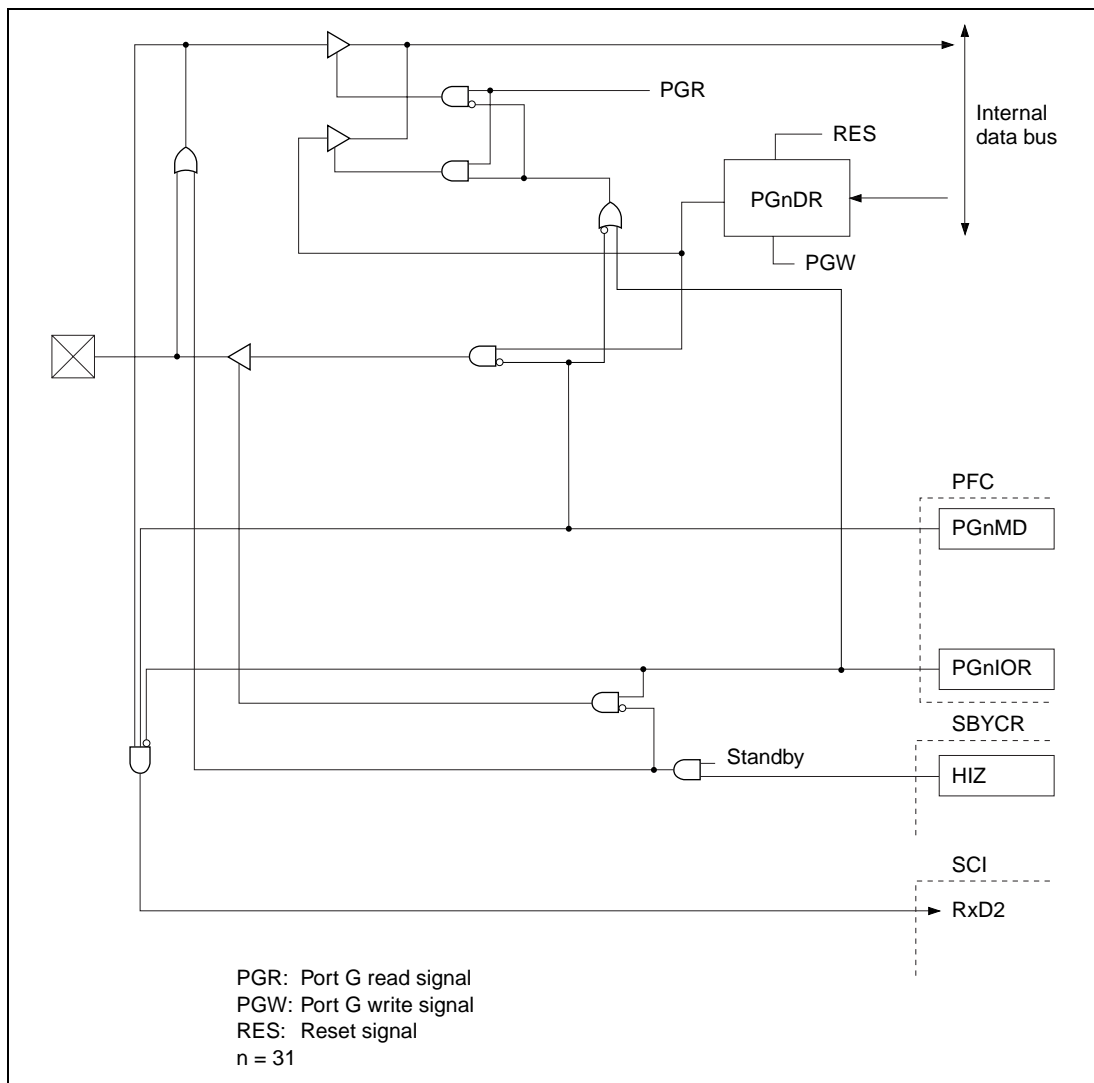 PGR
Internal
data bus
RES
PGnDR
PGW
PFC
PGnMD
PGnIOR
SBYCR
Standby
HIZ
SCI
RxD2
PGR: Port G read signal
PGW: Port G write signal
RES: Reset signal
n = 31